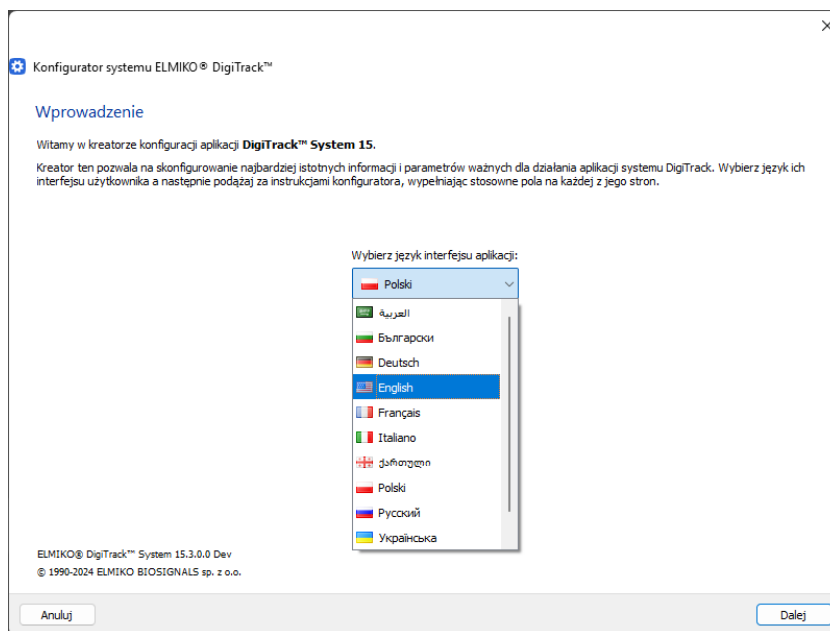 Konfigurator systemu ELMIKO® DigiTrack™
Wprowadzenie
Witamy w kreatorze konfiguracji aplikacji DigiTrack™ System 15.
Kreator ten pozwala na skonfigurowanie najbardziej istotnych informacji i parametrów ważnych dla działania aplikacji systemu DigiTrack. Wybierz język ich
interfejsu użytkownika a następnie podążaj za instrukcjami konfiguratora, wypełniając stosowne pola na każdej z jego stron.
Wybierz język interfejsu aplikacji:
Polski
العربية
Български
Deutsch
English
Français
Italiano
ქართული
Polski
Русский
Українська
ELMIKO® DigiTrack™ System 15.3.0.0 Dev
© 1990-2024 ELMIKO BIOSIGNALS sp. z o.o.
Anuluj
Dalej